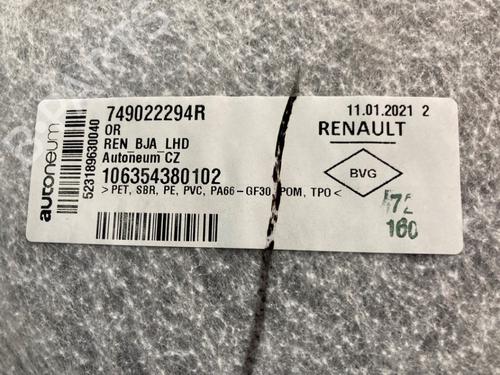 autoneum
5231896300040
749022294R
OR
REN_BJA_LHD
Autoneum CZ
106354380102
>PET, SBR, PE, PVC, PA66-GF30, POM, TPO<
11.01.2021 2
RENAULT
BVG
160